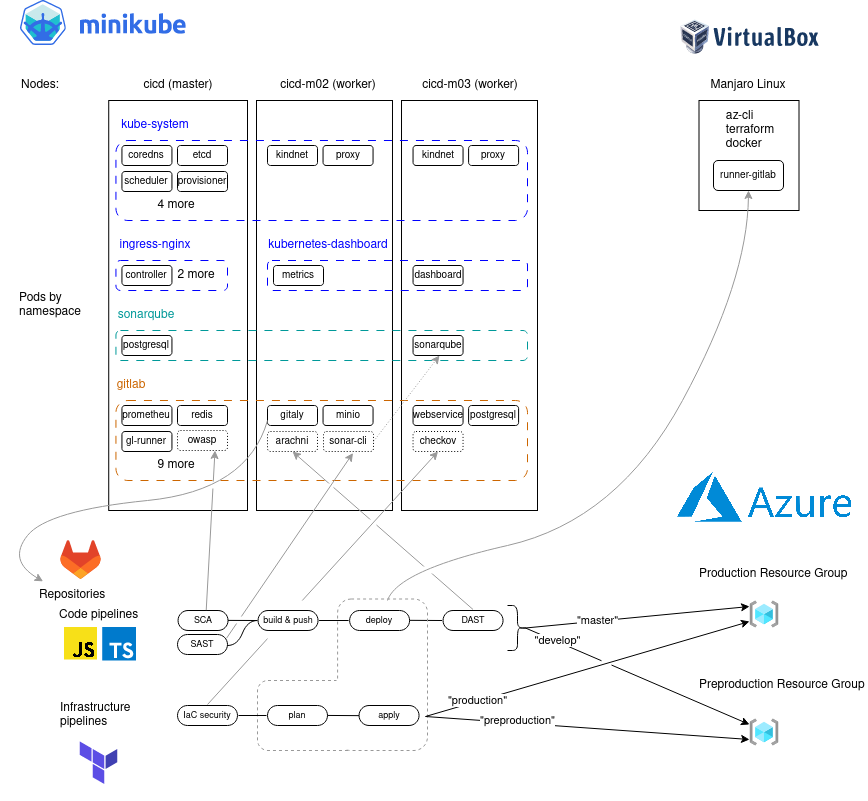 minikube
VirtualBox
Nodes:
cicd (master)
cicd-m02 (worker)
cicd-m03 (worker)
Manjaro Linux
az-cli
terraform
docker
runner-gitlab
kube-system
coredns
etcd
kindnet
proxy
kindnet
proxy
scheduler
provisioner
4 more
ingress-nginx
kubernetes-dashboard
controller
2 more
metrics
dashboard
Pods by
namespace
sonarqube
postgresql
sonarqube
gitlab
prometheu
redis
gitaly
minio
webservice
postgresql
gl-runner
owasp
arachni
sonar-cli
checkov
9 more
Azure
Repositories
Code pipelines
JS
TS
SCA
SAST
build & push
deploy
DAST
"master"
"develop"
Production Resource Group
Preproduction Resource Group
Infrastructure
pipelines
IaC security
plan
apply
"production"
"preproduction"